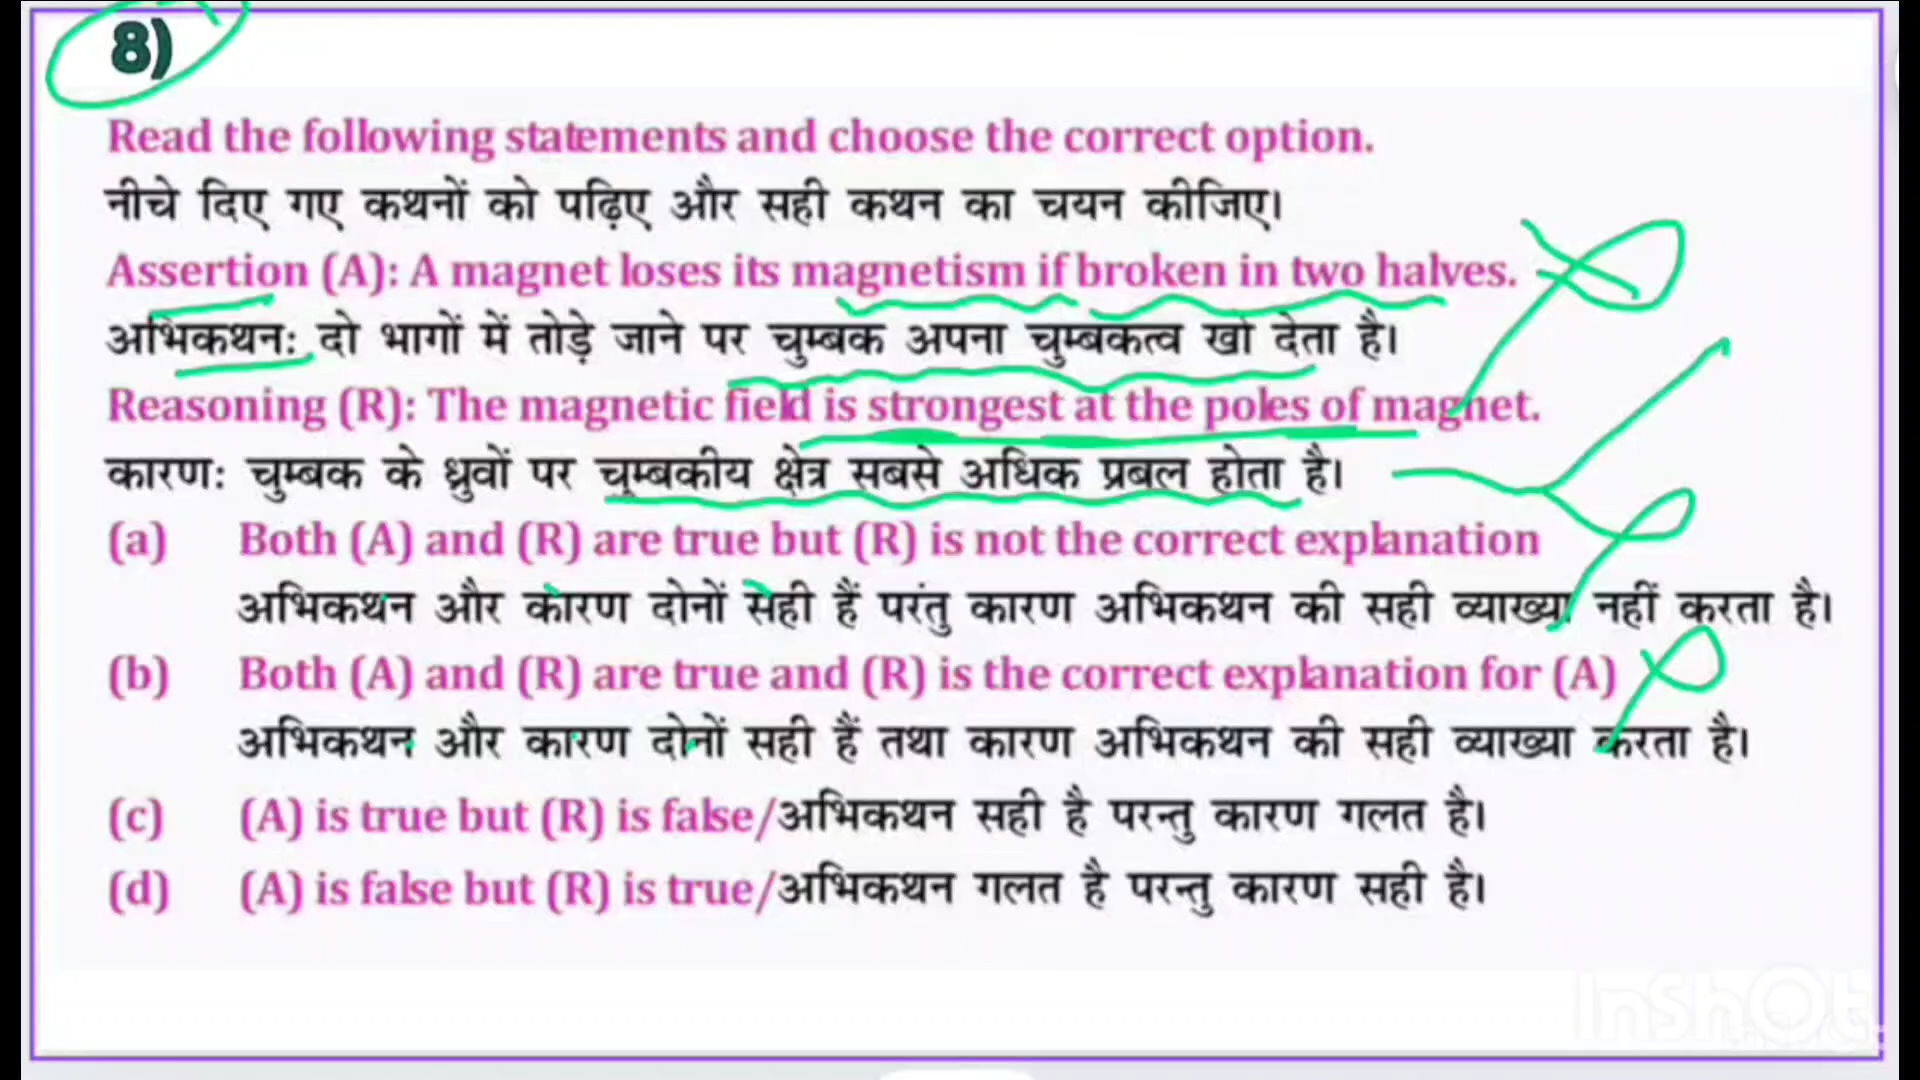 8)
Read the following statements and choose the correct option.
नीचे दिए गए कथनों को पढ़िए और सही कथन का चयन कीजिए।
Assertion (A): A magnet loses its magnetism if broken in two halves.
अभिकथनः दो भागों में तोड़े जाने पर चुम्बक अपना चुम्बकत्व खो देता है।
Reasoning (R): The magnetic field is strongest at the poles of magnet.
कारणः चुम्बक के ध्रुवों पर चुम्बकीय क्षेत्र सबसे अधिक प्रबल होता है।
(a) Both (A) and (R) are true but (R) is not the correct explanation
अभिकथन और कारण दोनों सही हैं परंतु कारण अभिकथन की सही व्याख्या नहीं करता है।
(b) Both (A) and (R) are true and (R) is the correct explanation for (A)
अभिकथन और कारण दोनों सही हैं तथा कारण अभिकथन की सही व्याख्या करता है।
(c) (A) is true but (R) is false/अभिकथन सही है परन्तु कारण गलत है।
(d) (A) is false but (R) is true/अभिकथन गलत है परन्तु कारण सही है।
InShOt